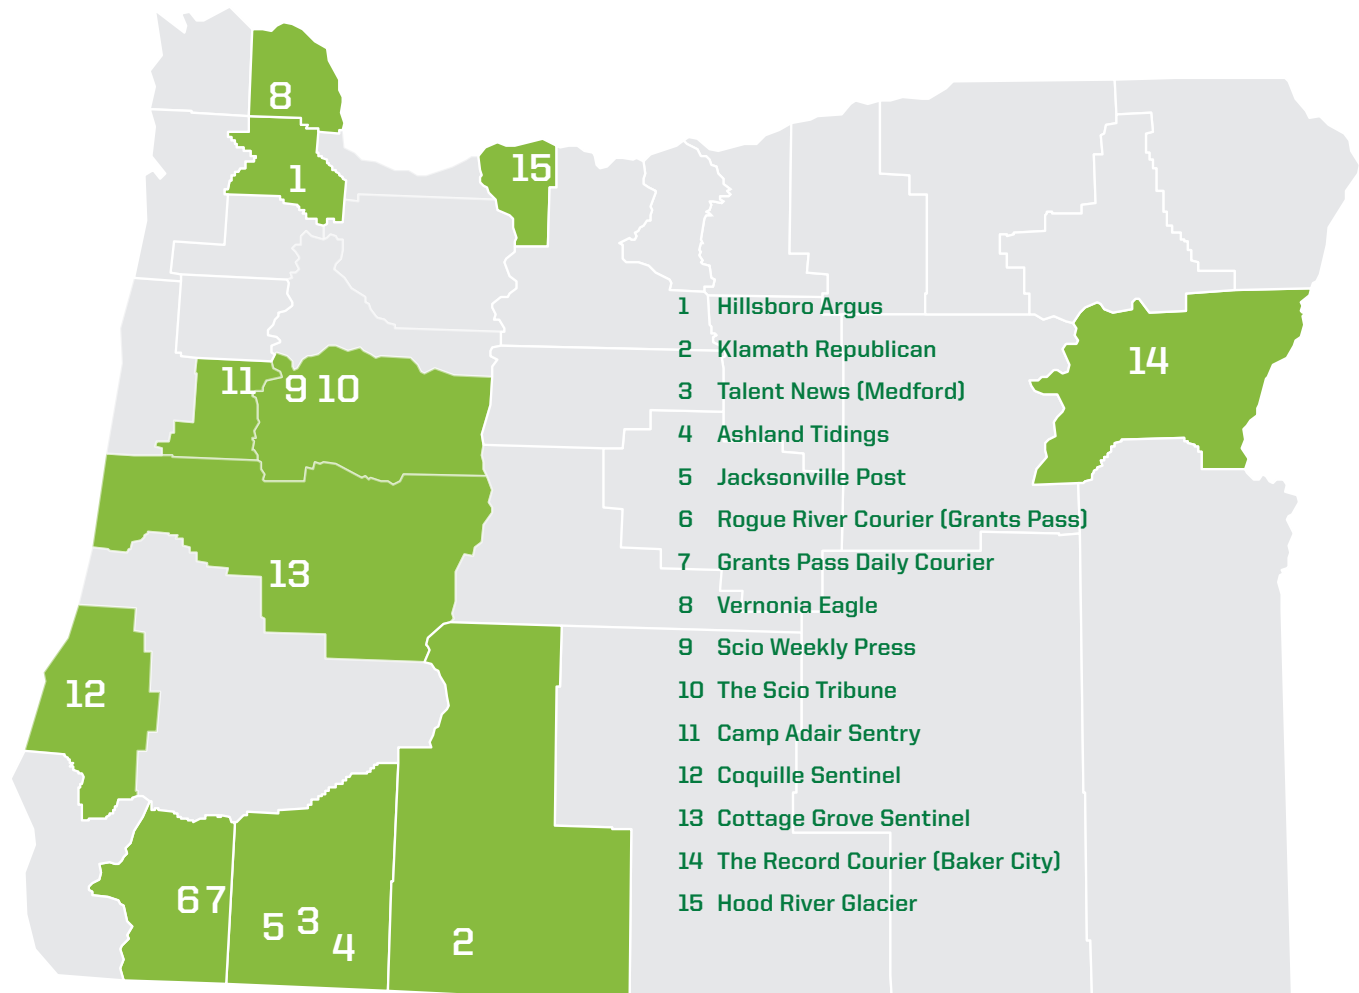 8
1
15
14
11 9 10
13
12
6 7
5 3 4
2
1 Hillsboro Argus
2 Klamath Republican
3 Talent News (Medford)
4 Ashland Tidings
5 Jacksonville Post
6 Rogue River Courier (Grants Pass)
7 Grants Pass Daily Courier
8 Vernonia Eagle
9 Scio Weekly Press
10 The Scio Tribune
11 Camp Adair Sentry
12 Coquille Sentinel
13 Cottage Grove Sentinel
14 The Record Courier (Baker City)
15 Hood River Glacier